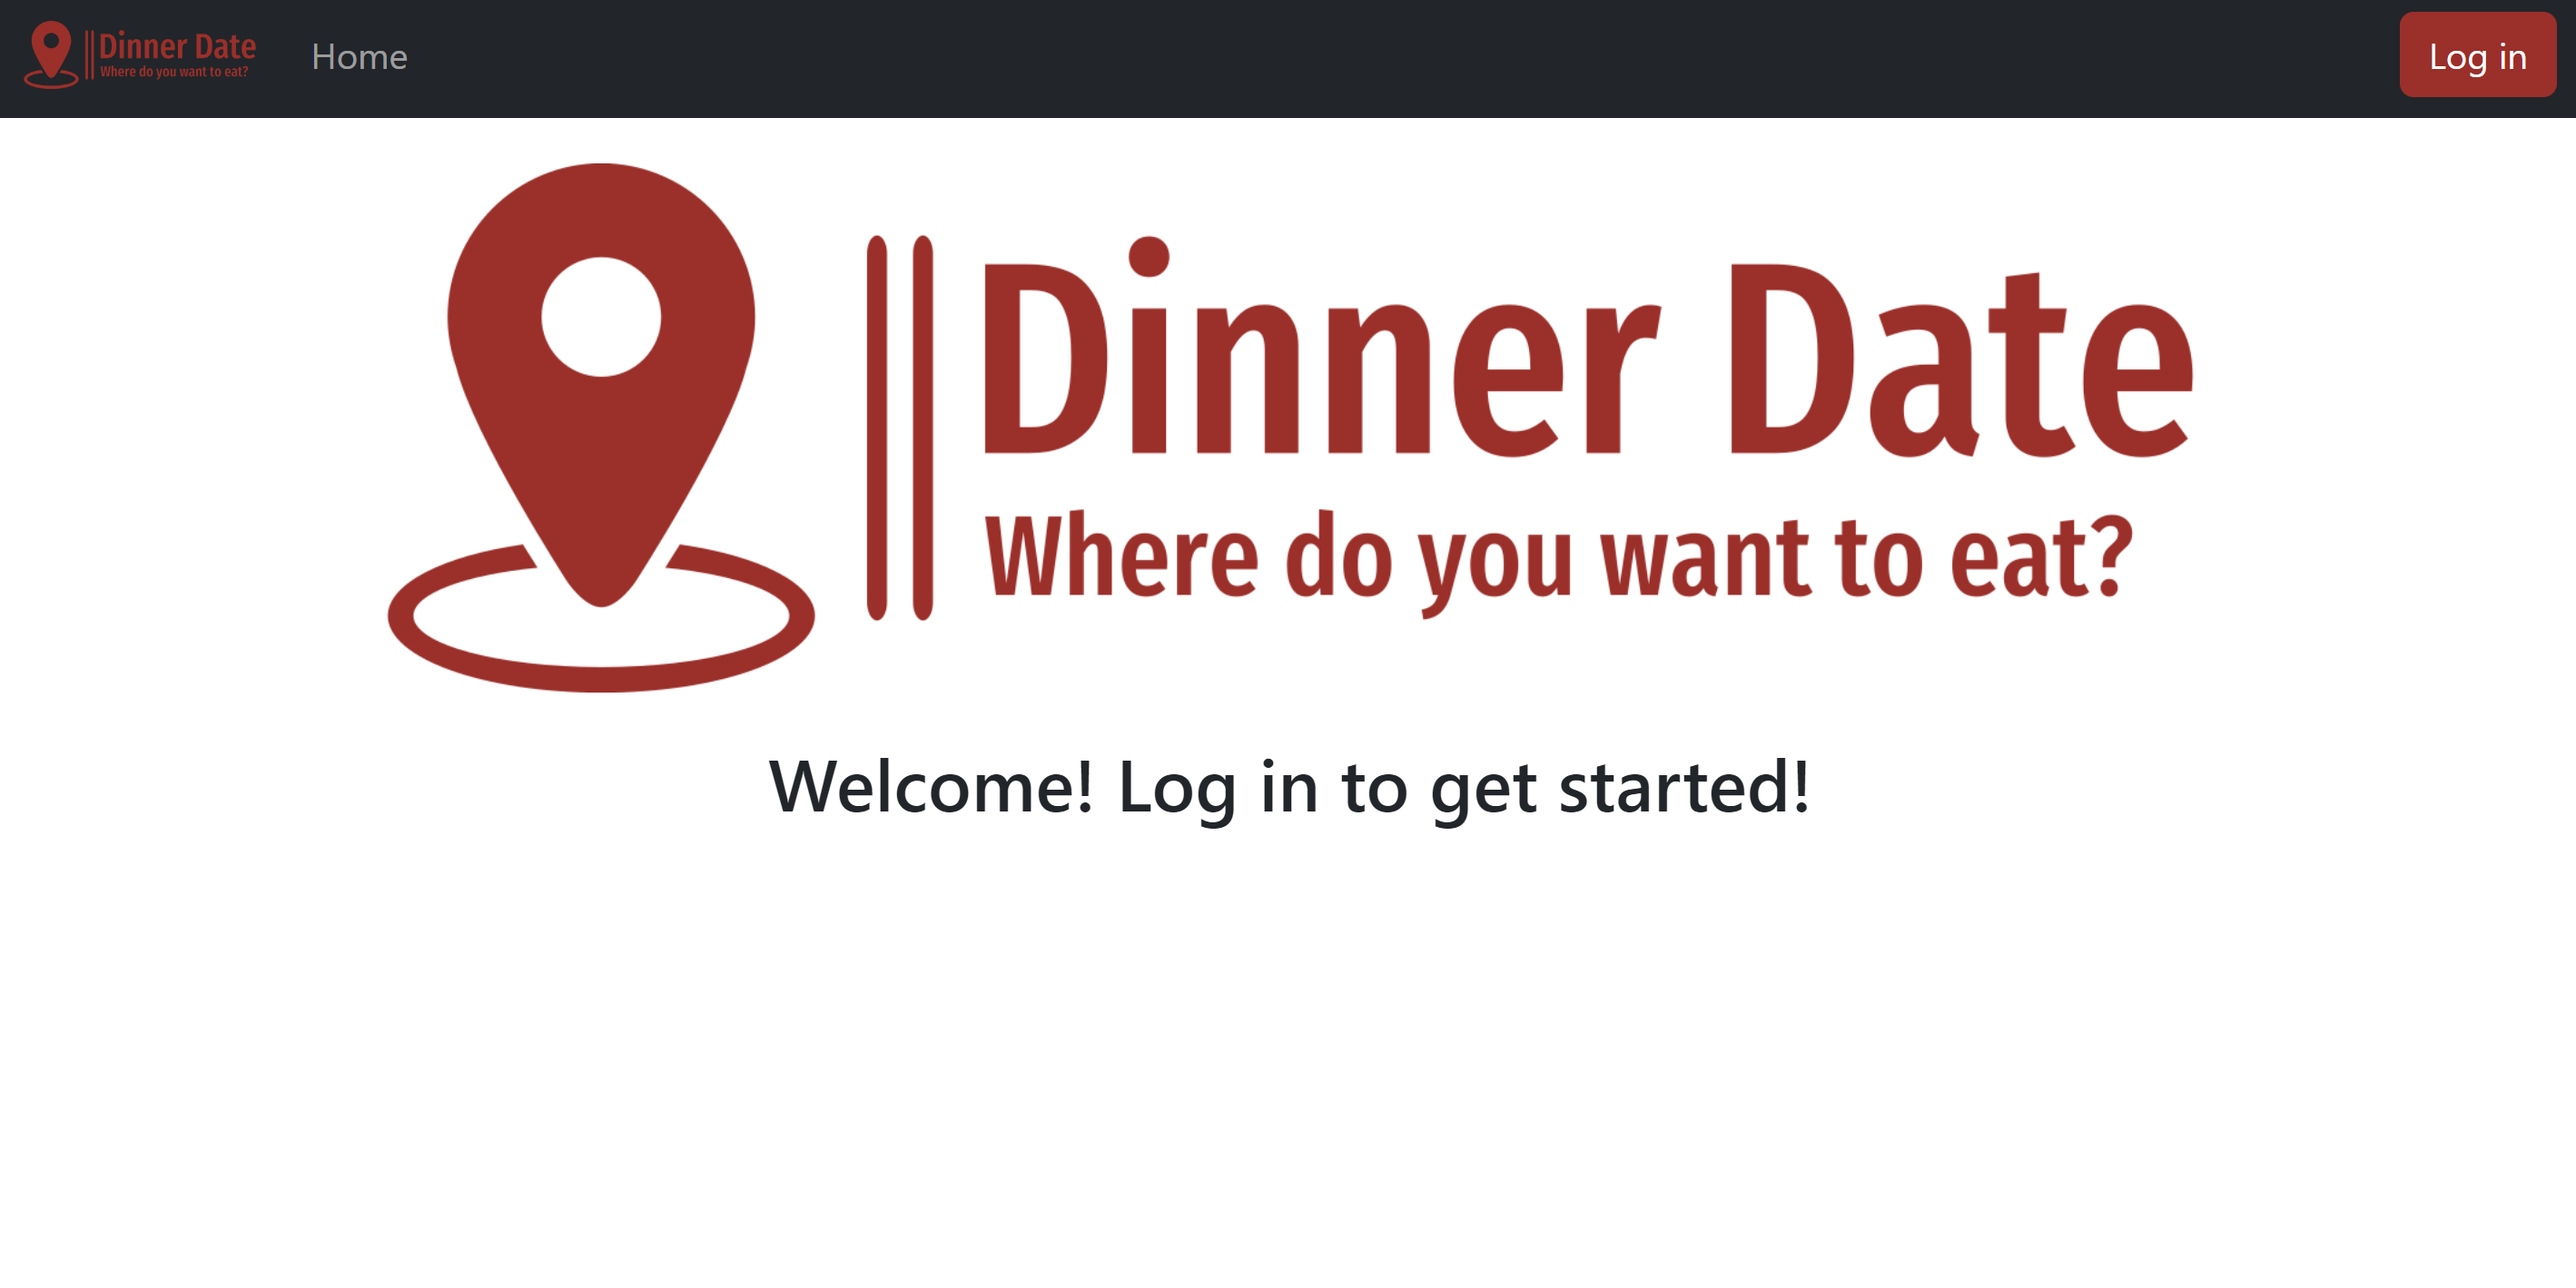 Dinner Date
Where do you want to eat?
Home
Log in
Dinner Date
Where do you want to eat?
Welcome! Log in to get started!